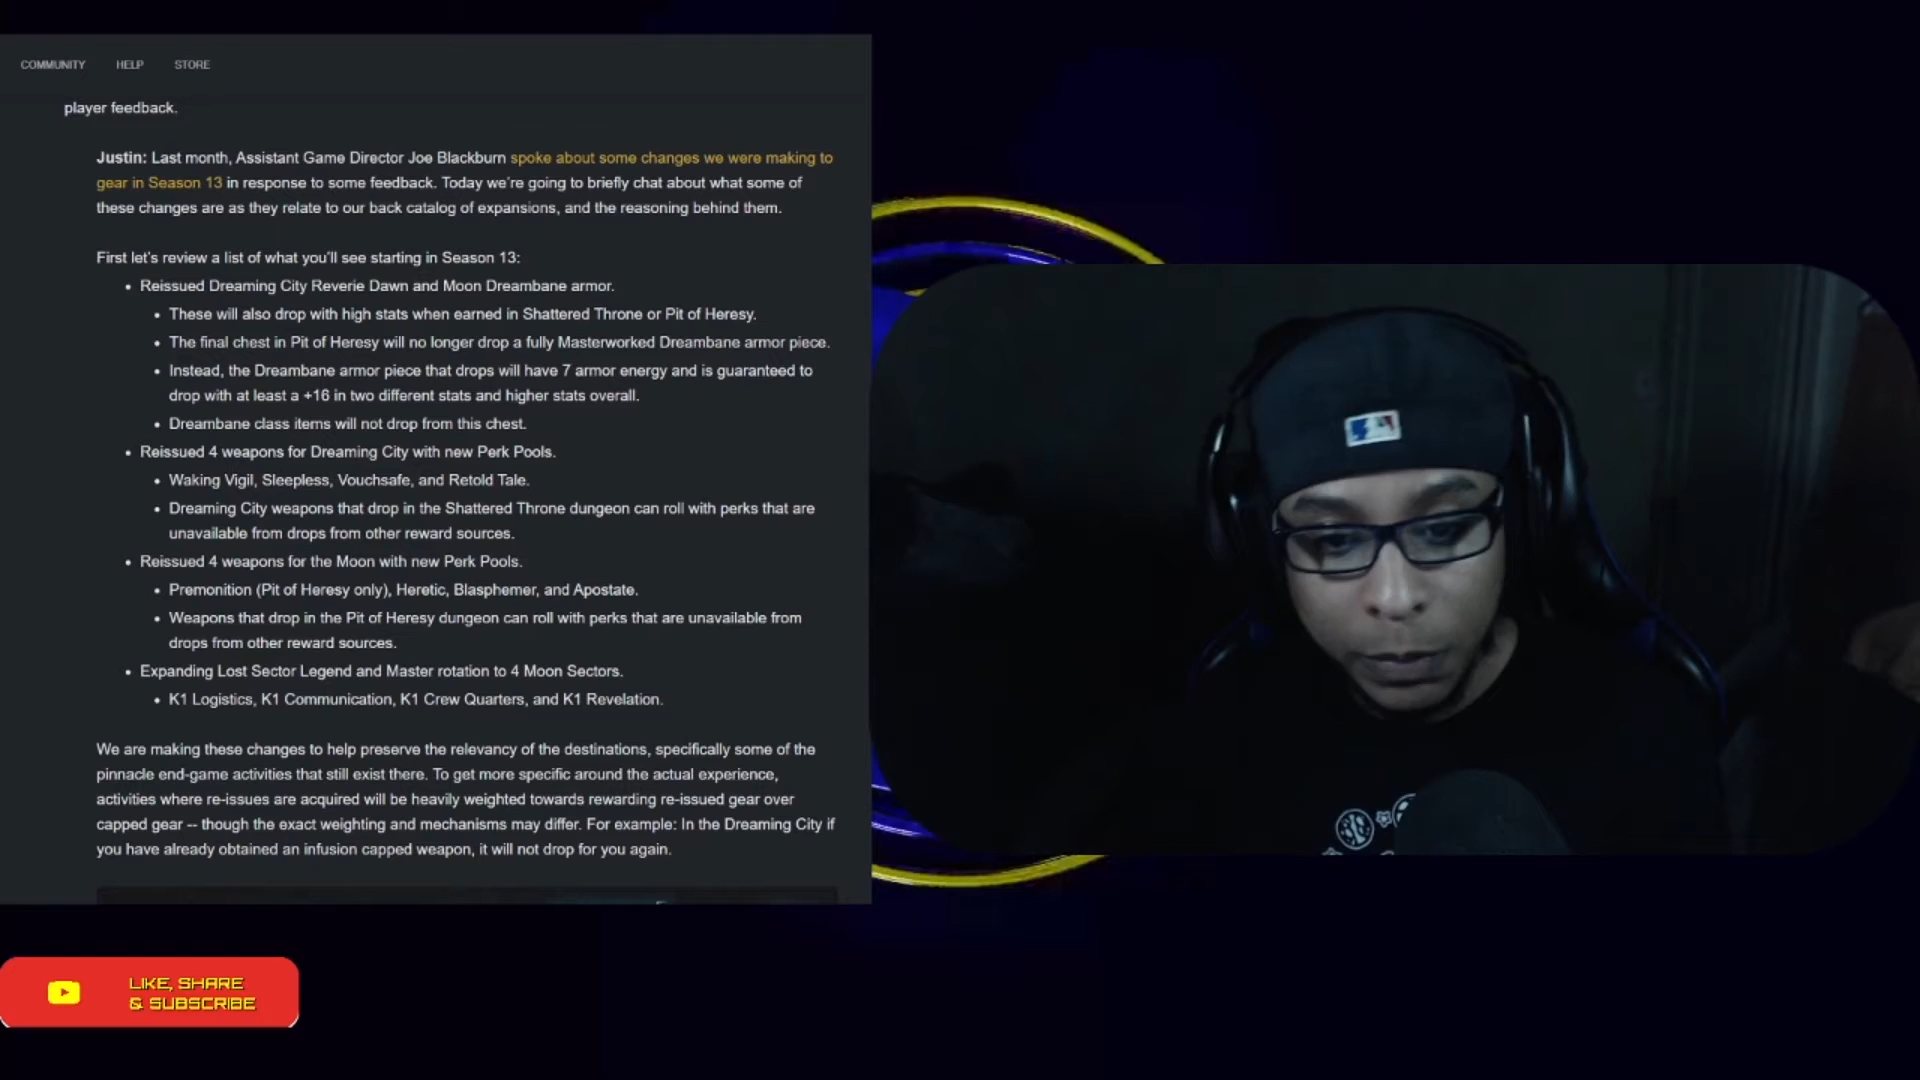 COMMUNITY HELP STORE
player feedback.
Justin: Last month, Assistant Game Director Joe Blackburn spoke about some changes we were making to
gear in Season 13 in response to some feedback. Today we're going to briefly chat about what some of
these changes are as they relate to our back catalog of expansions, and the reasoning behind them.
First let's review a list of what you'll see starting in Season 13:
• Reissued Dreaming City Reverie Dawn and Moon Dreambane armor.
• These will also drop with high stats when earned in Shattered Throne or Pit of Heresy.
• The final chest in Pit of Heresy will no longer drop a fully Masterworked Dreambane armor piece.
• Instead, the Dreambane armor piece that drops will have 7 armor energy and is guaranteed to
drop with at least a +16 in two different stats and higher stats overall.
• Dreambane class items will not drop from this chest.
• Reissued 4 weapons for Dreaming City with new Perk Pools.
• Waking Vigil, Sleepless, Vouchsafe, and Retold Tale.
• Dreaming City weapons that drop in the Shattered Throne dungeon can roll with perks that are
unavailable from drops from other reward sources.
• Reissued 4 weapons for the Moon with new Perk Pools.
• Premonition (Pit of Heresy only), Heretic, Blasphemer, and Apostate.
• Weapons that drop in the Pit of Heresy dungeon can roll with perks that are unavailable from
drops from other reward sources.
• Expanding Lost Sector Legend and Master rotation to 4 Moon Sectors.
• K1 Logistics, K1 Communication, K1 Crew Quarters, and K1 Revelation.
We are making these changes to help preserve the relevancy of the destinations, specifically some of the
pinnacle end-game activities that still exist there. To get more specific around the actual experience,
activities where re-issues are acquired will be heavily weighted towards rewarding re-issued gear over
capped gear -- though the exact weighting and mechanisms may differ. For example: In the Dreaming City if
you have already obtained an infusion capped weapon, it will not drop for you again.
LIKE, SHARE
& SUBSCRIBE